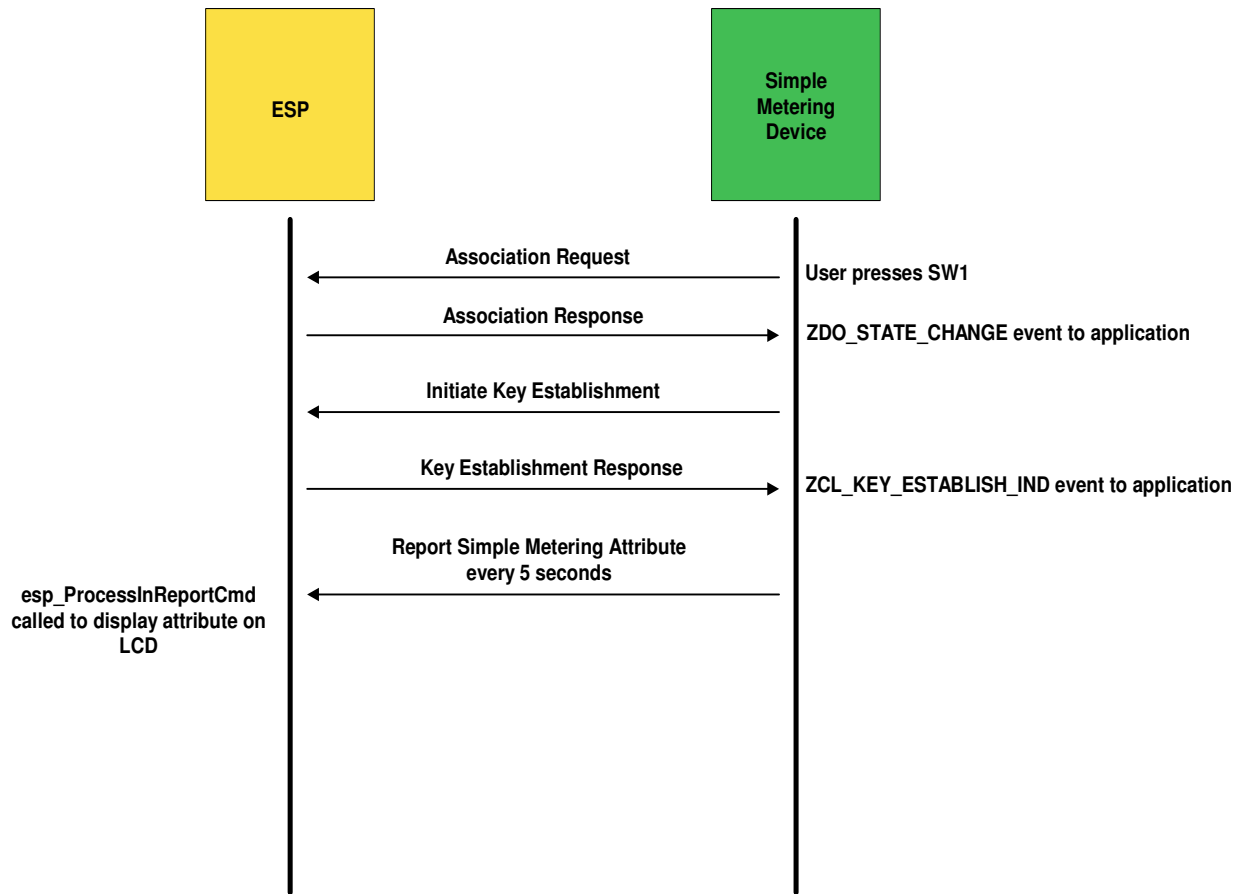 ESP
Simple
Metering
Device
Association Request
User presses SW1
Association Response
ZDO_STATE_CHANGE event to application
Initiate Key Establishment
Key Establishment Response
ZCL_KEY_ESTABLISH_IND event to application
Report Simple Metering Attribute
every 5 seconds
esp_ProcessInReportCmd
called to display attribute on
LCD